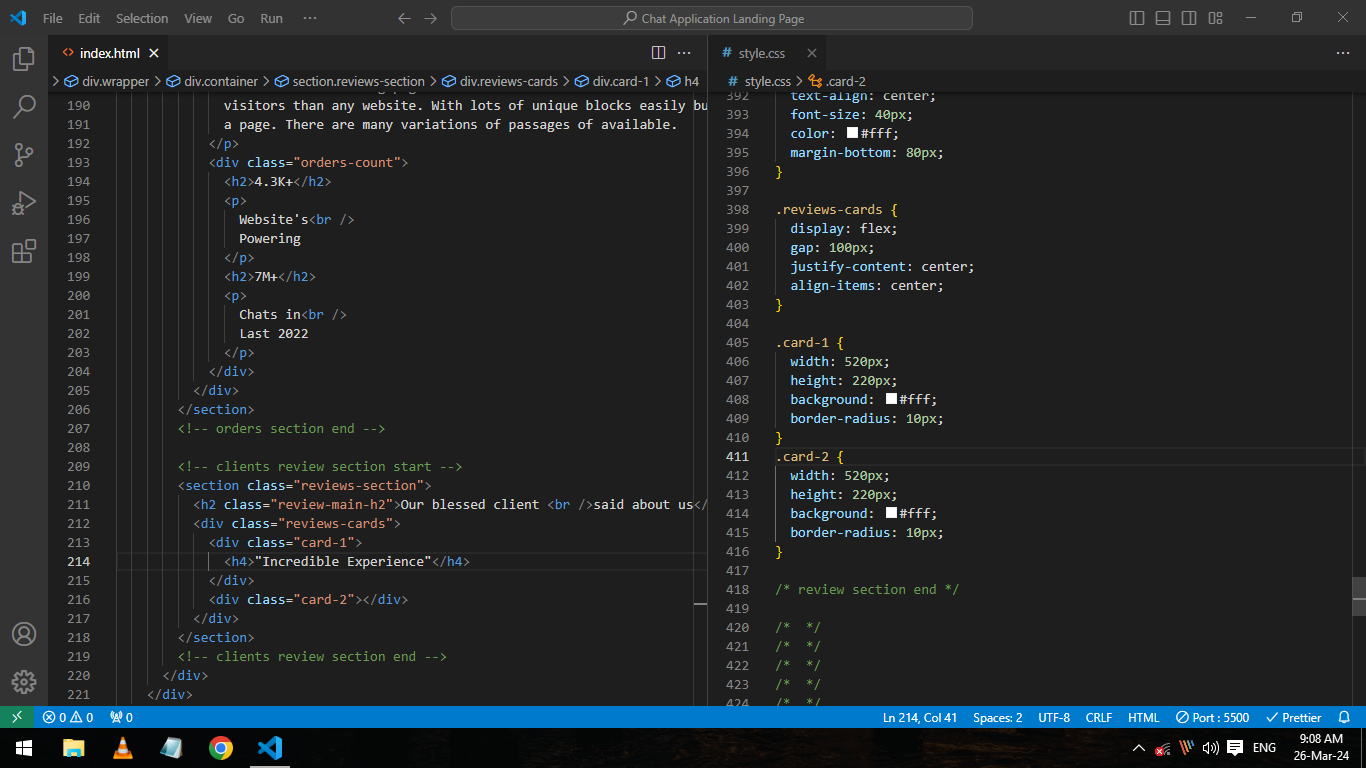 File Edit Selection View Go Run ··· Chat Application Landing Page
index.html
div.wrapper > div.container > section.reviews-section > div.reviews-cards > div.card-1 > h4
190 visitors than any website. With lots of unique blocks easily bu
191 a page. There are many variations of passages of available.
192 </p>
193 <div class="orders-count">
194 <h2>4.3K+</h2>
195 <p>
196 Website's<br />
197 Powering
198 </p>
199 <h2>7M+</h2>
200 <p>
201 Chats in<br />
202 Last 2022
203 </p>
204 </div>
205 </div>
206 </section>
207 <!-- orders section end -->
208
209 <!-- clients review section start -->
210 <section class="reviews-section">
211 <h2 class="review-main-h2">Our blessed client <br />said about us</
212 <div class="reviews-cards">
213 <div class="card-1">
214 <h4>"Incredible Experience"</h4>
215 </div>
216 <div class="card-2"></div>
217 </div>
218 </section>
219 <!-- clients review section end -->
220 </div>
221 </div>
# style.css
# style.css > .card-2
392 text-align: center;
393 font-size: 40px;
394 color: #fff;
395 margin-bottom: 80px;
396 }
397
398 .reviews-cards {
399 display: flex;
400 gap: 100px;
401 justify-content: center;
402 align-items: center;
403 }
404
405 .card-1 {
406 width: 520px;
407 height: 220px;
408 background: #fff;
409 border-radius: 10px;
410 }
411 .card-2 {
412 width: 520px;
413 height: 220px;
414 background: #fff;
415 border-radius: 10px;
416 }
417
418 /* review section end */
419
420 /*  */
421 /*  */
422 /*  */
423 /*  */
424 /*  */
0 0 0 Ln 214, Col 41 Spaces: 2 UTF-8 CRLF HTML Port : 5500 Prettier
ENG
9:08 AM
26-Mar-24